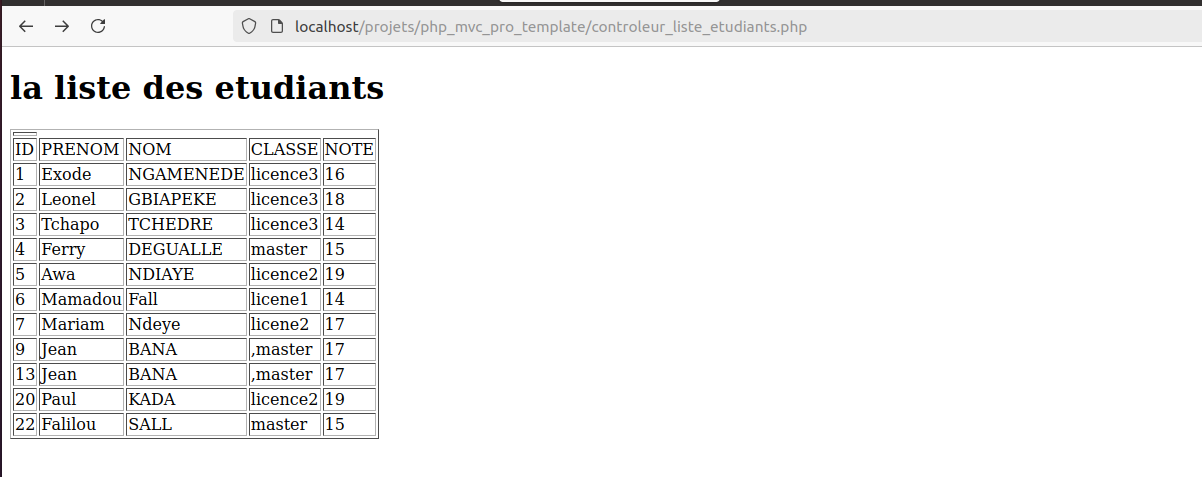 localhost/projets/php_mvc_pro_template/controleur_liste_etudiants.php
la liste des etudiants
ID PRENOM NOM CLASSE NOTE
1 Exode NGAMENEDE licence3 16
2 Leonel GBIAPEKE licence3 18
3 Tchapo TCHEDRE licence3 14
4 Ferry DEGUALLE master 15
5 Awa NDIAYE licence2 19
6 Mamadou Fall licene1 14
7 Mariam Ndeye licene2 17
9 Jean BANA ,master 17
13 Jean BANA ,master 17
20 Paul KADA licence2 19
22 Falilou SALL master 15